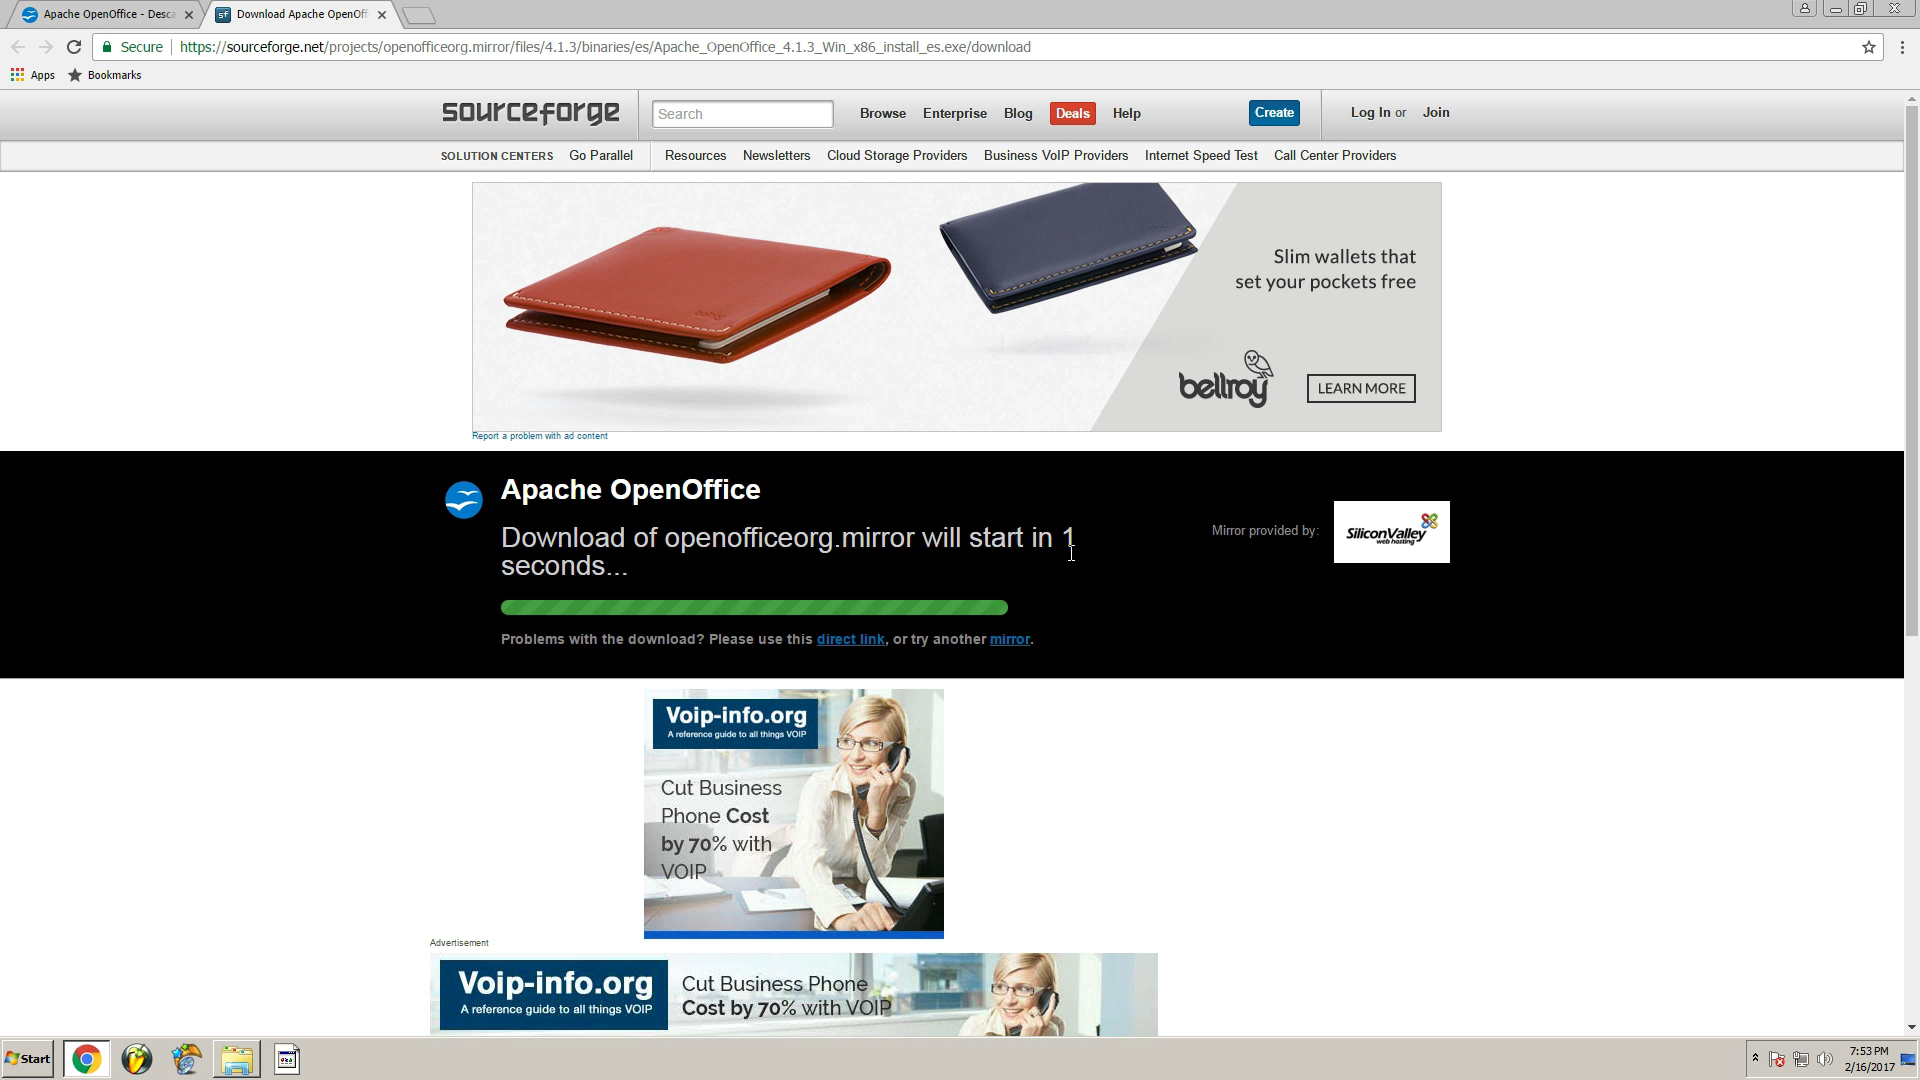 Apache OpenOffice - Desca
Download Apache OpenOff
Secure
https://sourceforge.net/projects/openofficeorg.mirror/files/4.1.3/binaries/es/Apache_OpenOffice_4.1.3_Win_x86_install_es.exe/download
Apps Bookmarks
sourceforge
Search
Browse Enterprise Blog Deals Help
Create
Log In or Join
SOLUTION CENTERS Go Parallel Resources Newsletters Cloud Storage Providers Business VoIP Providers Internet Speed Test Call Center Providers
bellroy
Slim wallets that
set your pockets free
bellroy
LEARN MORE
Report a problem with ad content
Apache OpenOffice
Download of openofficeorg.mirror will start in 1
seconds...
Mirror provided by:
SiliconValley
web hosting
Problems with the download? Please use this direct link, or try another mirror.
Voip-info.org
A reference guide to all things VOIP
Cut Business
Phone Cost
by 70% with
VOIP
Advertisement
Voip-info.org
A reference guide to all things VOIP
Cut Business Phone
Cost by 70% with VOIP
Start
7:53 PM
2/16/2017